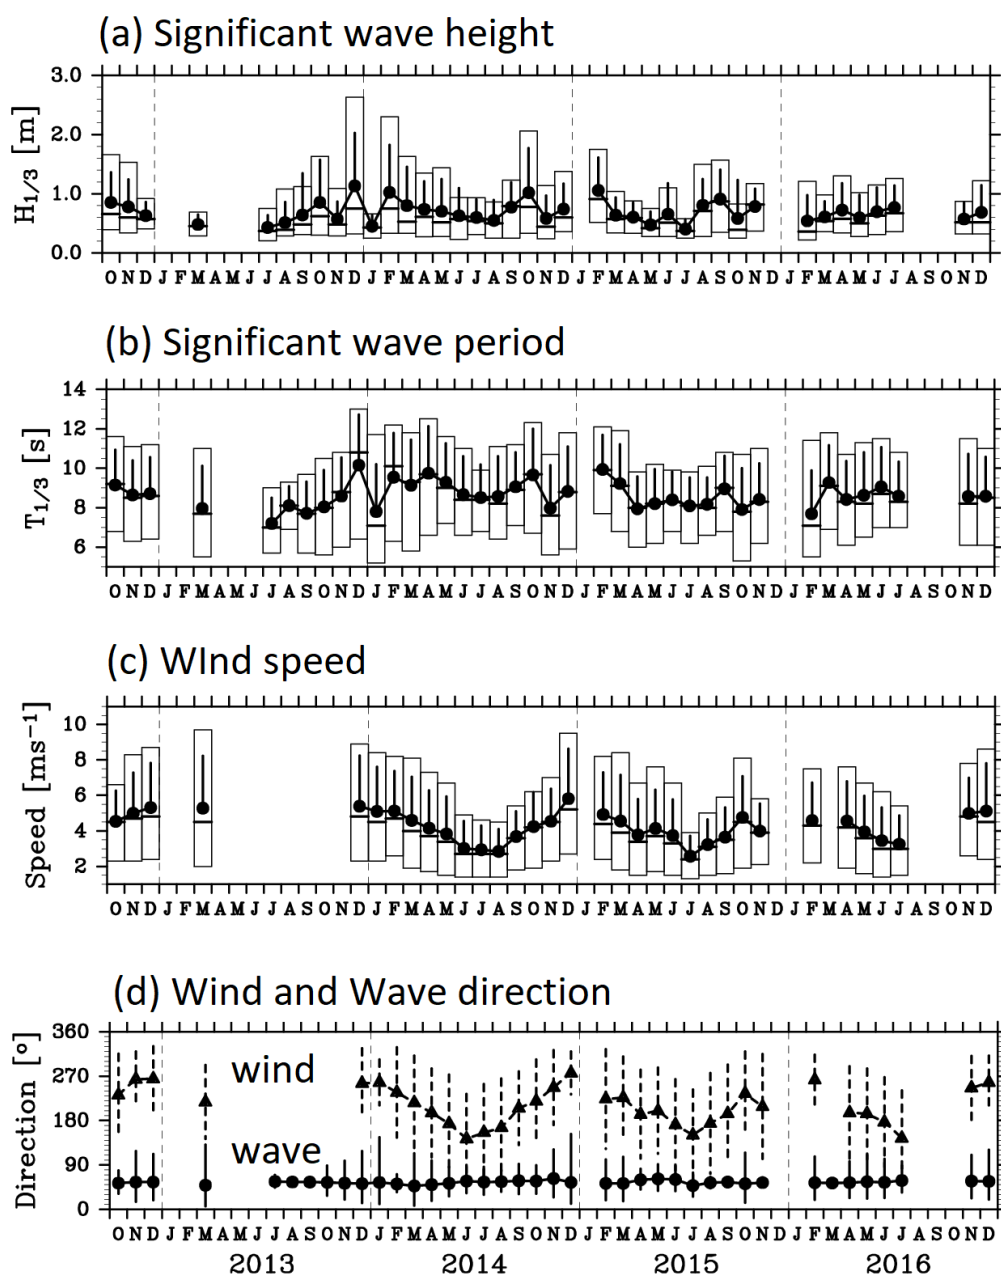 (a) Significant wave height
3.0
2.0
1.0
0.0
H1/3 [m]
O N D J F M A M J J A S O N D J F M A M J J A S O N D J F M A M J J A S O N D J F M A M J J A S O N D
(b) Significant wave period
14
12
10
8
6
T1/3 [s]
O N D J F M A M J J A S O N D J F M A M J J A S O N D J F M A M J J A S O N D J F M A M J J A S O N D
(c) WInd speed
10
8
6
4
2
Speed [ms−1]
O N D J F M A M J J A S O N D J F M A M J J A S O N D J F M A M J J A S O N D J F M A M J J A S O N D
(d) Wind and Wave direction
360
270
180
90
0
Direction [°]
wind
wave
O N D J F M A M J J A S O N D J F M A M J J A S O N D J F M A M J J A S O N D J F M A M J J A S O N D
2013 2014 2015 2016